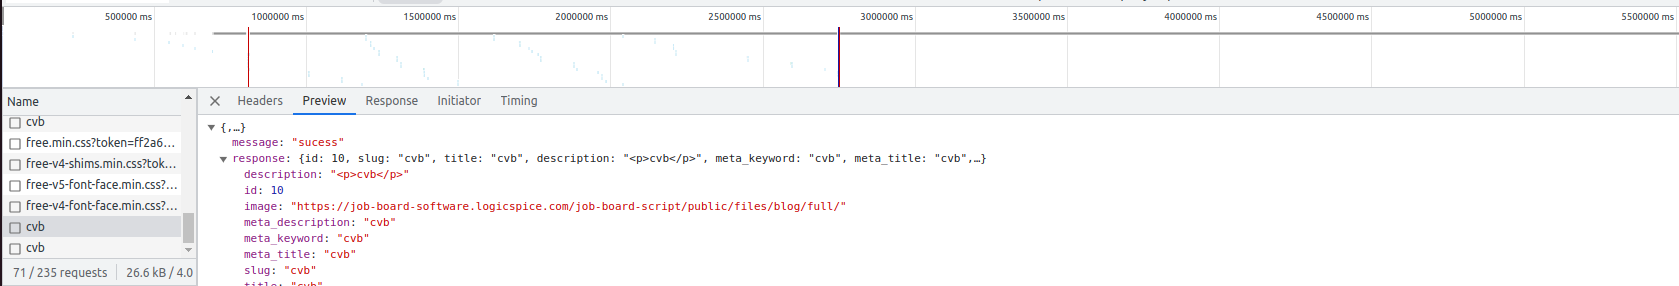 500000 ms 1000000 ms 1500000 ms 2000000 ms 2500000 ms 3000000 ms 3500000 ms 4000000 ms 4500000 ms 5000000 ms 5500000 ms
Name
cvb
free.min.css?token=ff2a6...
free-v4-shims.min.css?tok...
free-v5-font-face.min.css?...
free-v4-font-face.min.css?...
cvb
cvb
71 / 235 requests 26.6 kB / 4.0
Headers Preview Response Initiator Timing
{,…}
message: "sucess"
response: {id: 10, slug: "cvb", title: "cvb", description: "<p>cvb</p>", meta_keyword: "cvb", meta_title: "cvb",…}
description: "<p>cvb</p>"
id: 10
image: "https://job-board-software.logicspice.com/job-board-script/public/files/blog/full/"
meta_description: "cvb"
meta_keyword: "cvb"
meta_title: "cvb"
slug: "cvb"
title: "cvb"